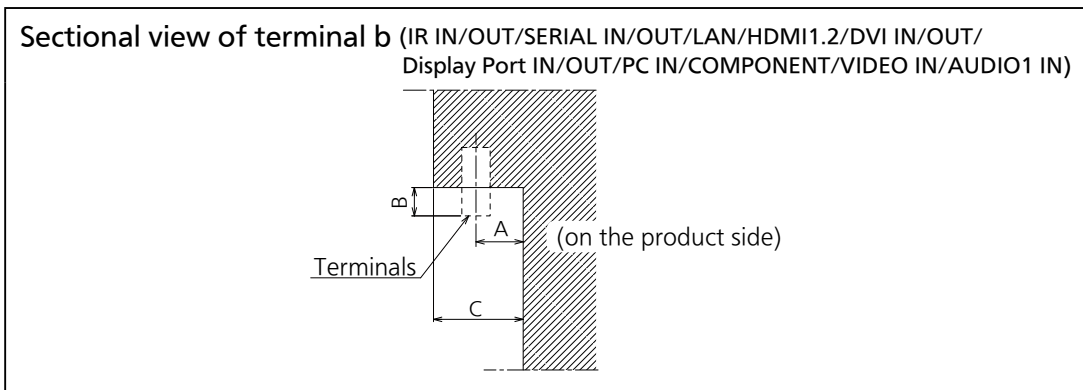 Sectional view of terminal b (IR IN/OUT/SERIAL IN/OUT/LAN/HDMI1.2/DVI IN/OUT/
Display Port IN/OUT/PC IN/COMPONENT/VIDEO IN/AUDIO1 IN)
B
A
(on the product side)
Terminals
C